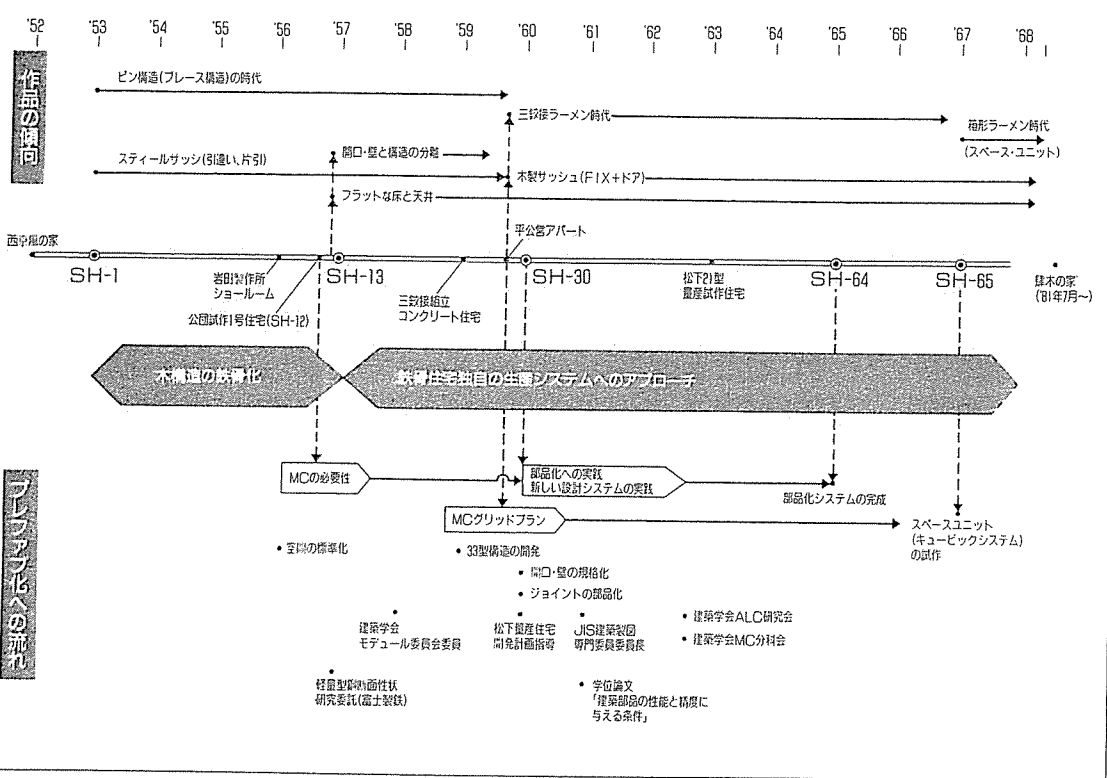 '52 '53 '54 '55 '56 '57 '58 '59 '60 '61 '62 '63 '64 '65 '66 '67 '68
作品の傾向
ピン構造(ブレース構造)の時代
三鉸接ラーメン時代
箱形ラーメン時代
(スペース・ユニット)
開口・壁と構造の分離
スティールサッシ(引違い、片引)
木製サッシュ(FIX+ドア)
フラットな床と天井
平公営アパート
の家
SH-1
岩田製作所
ショールーム
公団試作1号住宅(SH-12)
SH-13
三鉸接組立
コンクリート住宅
SH-30
松下21型
量産試作住宅
SH-64
SH-65
の家
('81年7月〜)
木構造の鉄骨化
鉄骨住宅独自の生産システムへのアプローチ
プレファブ化への流れ
MCの必要性
部品化への実践
新しい設計システムの実践
部品化システムの完成
MCグリッドプラン
スペースユニット
(キュービックシステム)
の試作
・空間の標準化
・33型構造の開発
・開口・壁の規格化
・ジョイントの部品化
建築学会
モデュール委員会委員
松下量産住宅
開発計画指導
JIS建築製図
専門委員委員長
・建築学会ALC研究会
・建築学会MC分科会
軽量型鋼断面性状
研究委託(富士製鉄)
・学位論文
「建築部品の性能と精度に
与える条件」